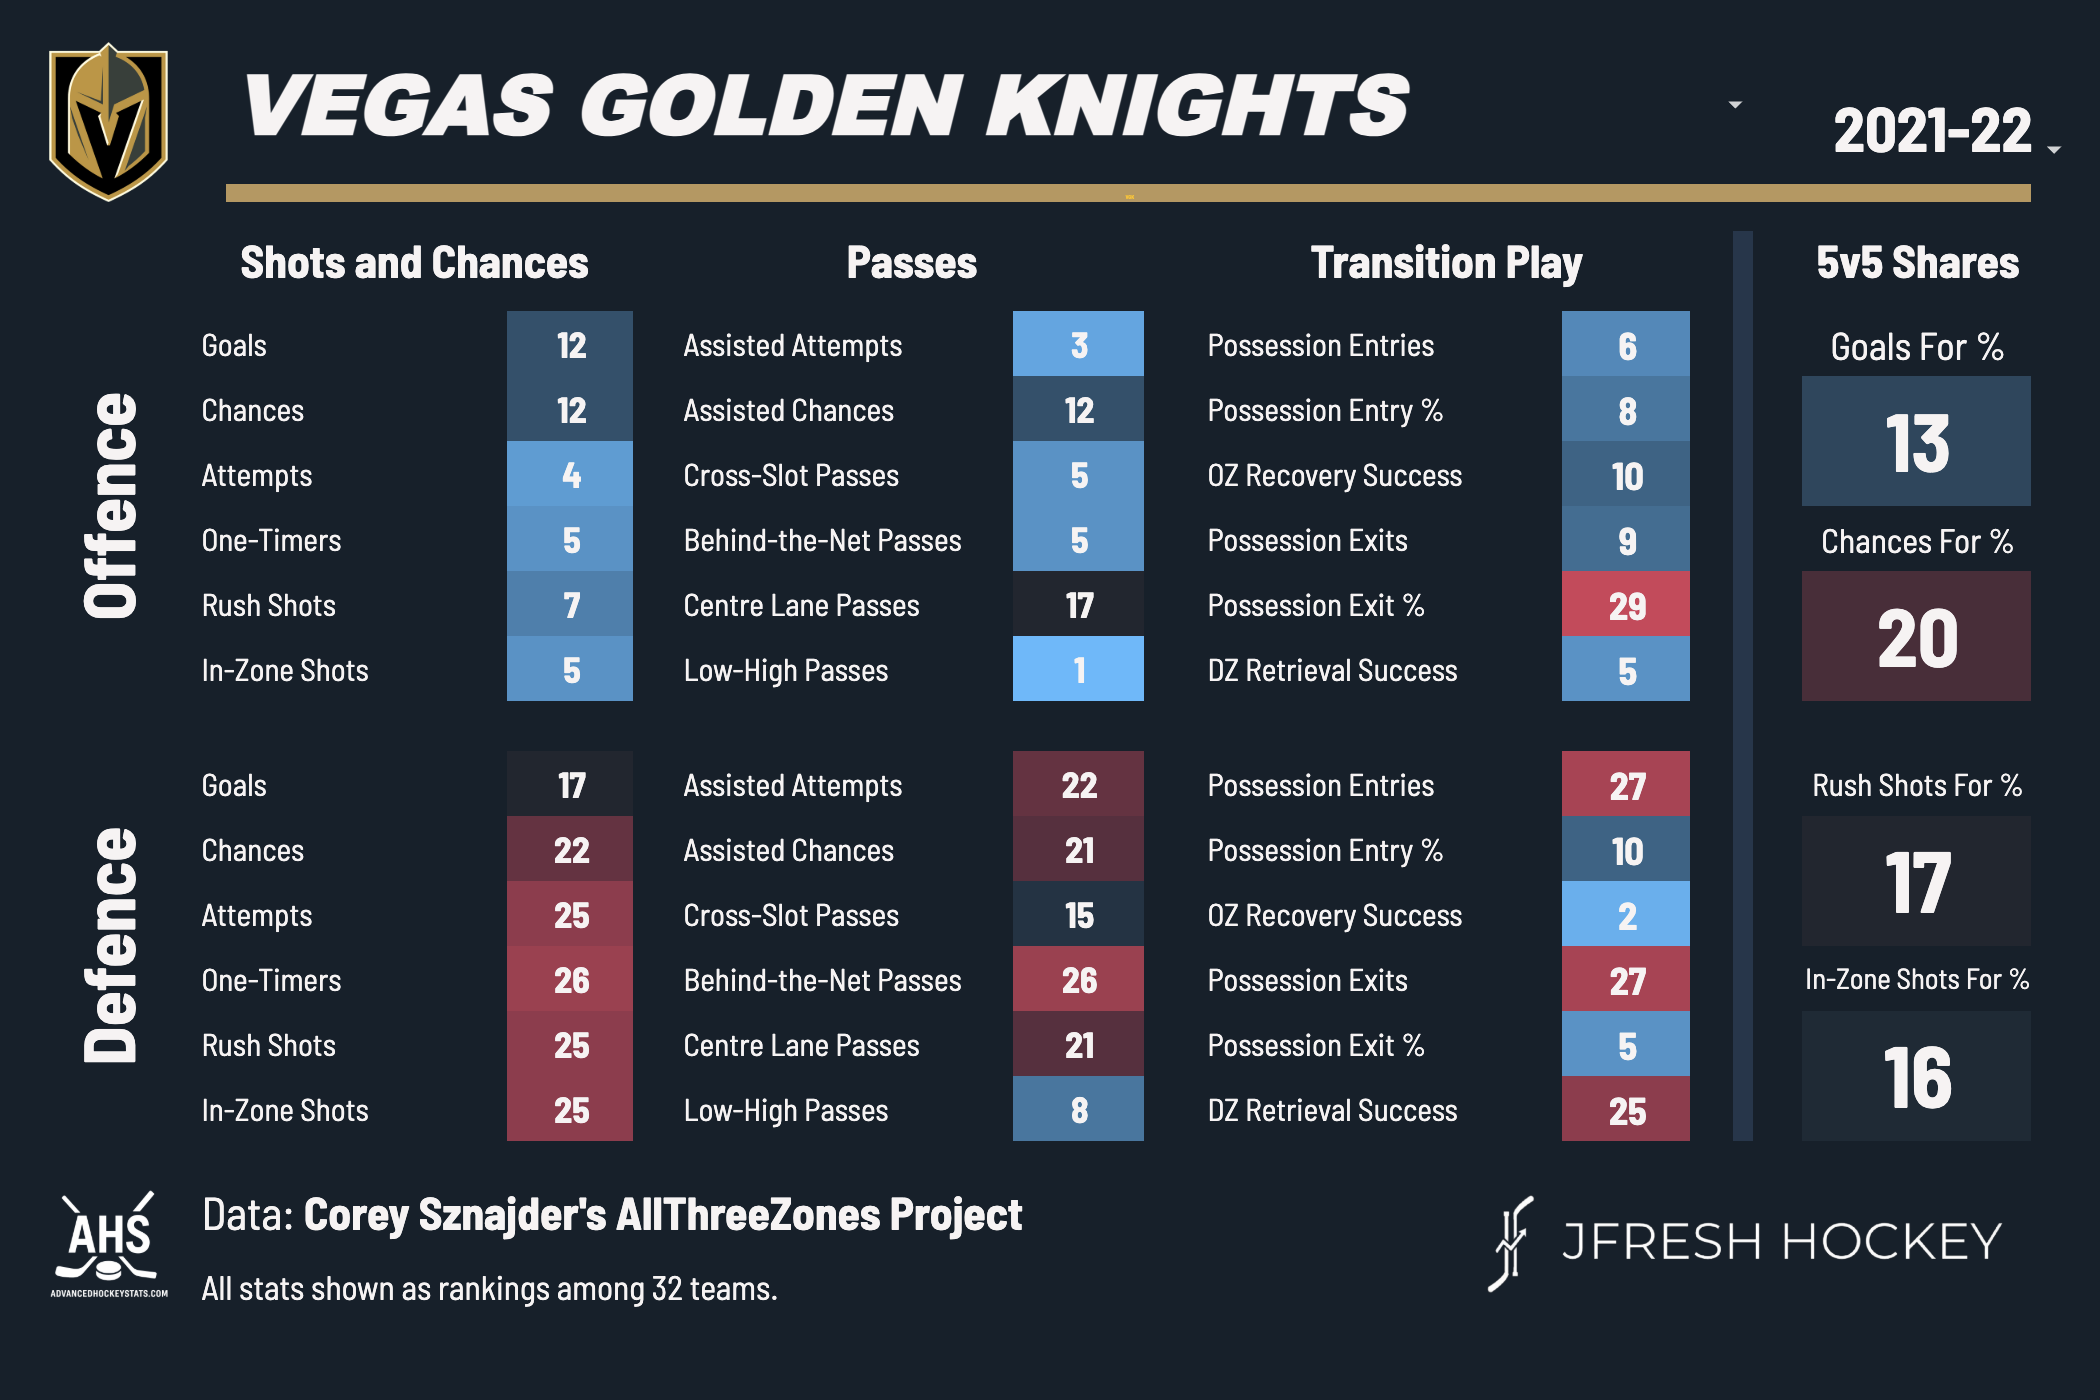 VEGAS GOLDEN KNIGHTS
2021-22
Shots and Chances
Passes
Transition Play
5v5 Shares
Offence
Goals 12
Chances 12
Attempts 4
One-Timers 5
Rush Shots 7
In-Zone Shots 5
Assisted Attempts 3
Assisted Chances 12
Cross-Slot Passes 5
Behind-the-Net Passes 5
Centre Lane Passes 17
Low-High Passes 1
Possession Entries 6
Possession Entry % 8
OZ Recovery Success 10
Possession Exits 9
Possession Exit % 29
DZ Retrieval Success 5
Goals For %
13
Chances For %
20
Defence
Goals 17
Chances 22
Attempts 25
One-Timers 26
Rush Shots 25
In-Zone Shots 25
Assisted Attempts 22
Assisted Chances 21
Cross-Slot Passes 15
Behind-the-Net Passes 26
Centre Lane Passes 21
Low-High Passes 8
Possession Entries 27
Possession Entry % 10
OZ Recovery Success 2
Possession Exits 27
Possession Exit % 5
DZ Retrieval Success 25
Rush Shots For %
17
In-Zone Shots For %
16
AHS
ADVANCEDHOCKEYSTATS.COM
Data: Corey Sznajder's AllThreeZones Project
All stats shown as rankings among 32 teams.
JFRESH HOCKEY